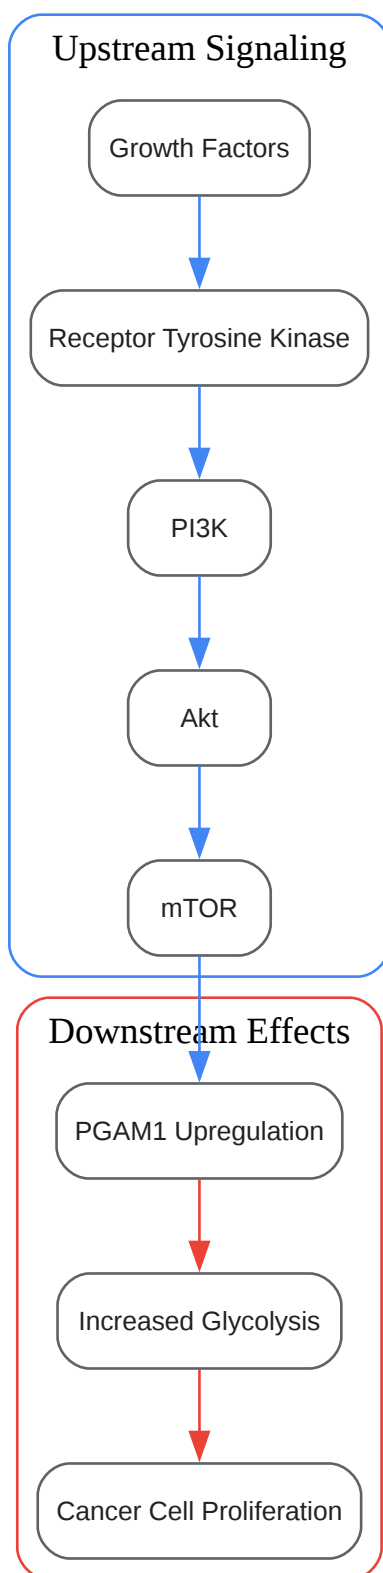 Upstream Signaling
Growth Factors
Receptor Tyrosine Kinase
PI3K
Akt
mTOR
Downstream Effects
PGAM1 Upregulation
Increased Glycolysis
Cancer Cell Proliferation